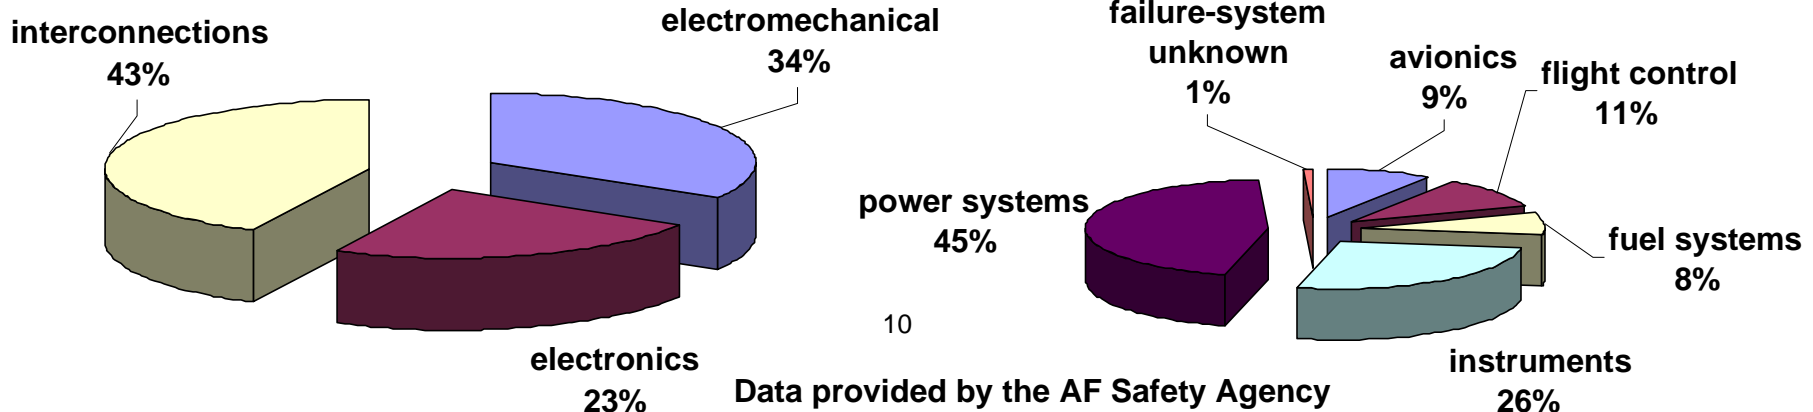 interconnections
43%
electromechanical
34%
electronics
23%
failure-system
unknown
1%
avionics
9%
flight control
11%
power systems
45%
fuel systems
8%
instruments
26%
10
Data provided by the AF Safety Agency